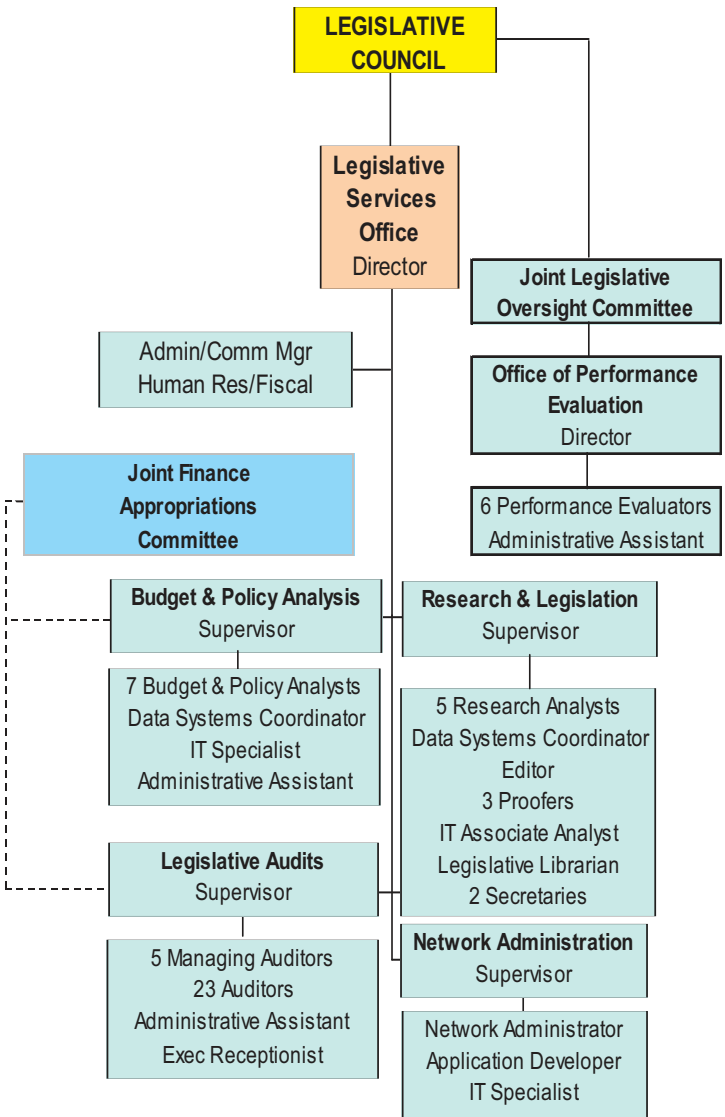 LEGISLATIVE
COUNCIL
Legislative
Services
Office
Director
Joint Legislative
Oversight Committee
Admin/Comm Mgr
Human Res/Fiscal
Office of Performance
Evaluation
Director
Joint Finance
Appropriations
Committee
6 Performance Evaluators
Administrative Assistant
Budget & Policy Analysis
Supervisor
Research & Legislation
Supervisor
7 Budget & Policy Analysts
Data Systems Coordinator
IT Specialist
Administrative Assistant
5 Research Analysts
Data Systems Coordinator
Editor
3 Proofers
IT Associate Analyst
Legislative Librarian
2 Secretaries
Legislative Audits
Supervisor
5 Managing Auditors
23 Auditors
Administrative Assistant
Exec Receptionist
Network Administration
Supervisor
Network Administrator
Application Developer
IT Specialist